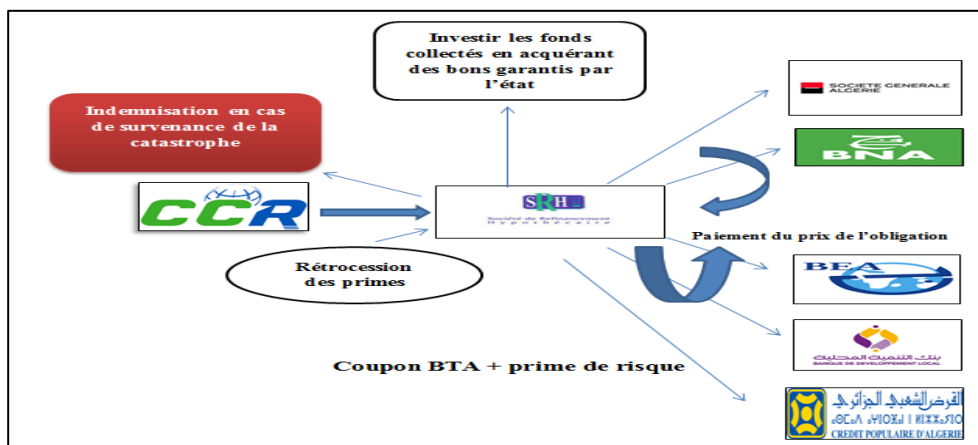 Investir les fonds
collectés en acquérant
des bons garantis par
l'état
Indemnisation en cas
de survenance de la
catastrophe
SOCIETE GENERALE
ALGERIE
BNA
CCR
SRH
Société de Refinancement
Hypothécaire
Paiement du prix de l'obligation
Rétrocession
des primes
BEA
Coupon BTA + prime de risque
بنك التنمية المحلية
BANQUE DE DEVELOPPEMENT LOCAL
القرض الشعبي الجزائري
CREDIT POPULAIRE D'ALGERIE